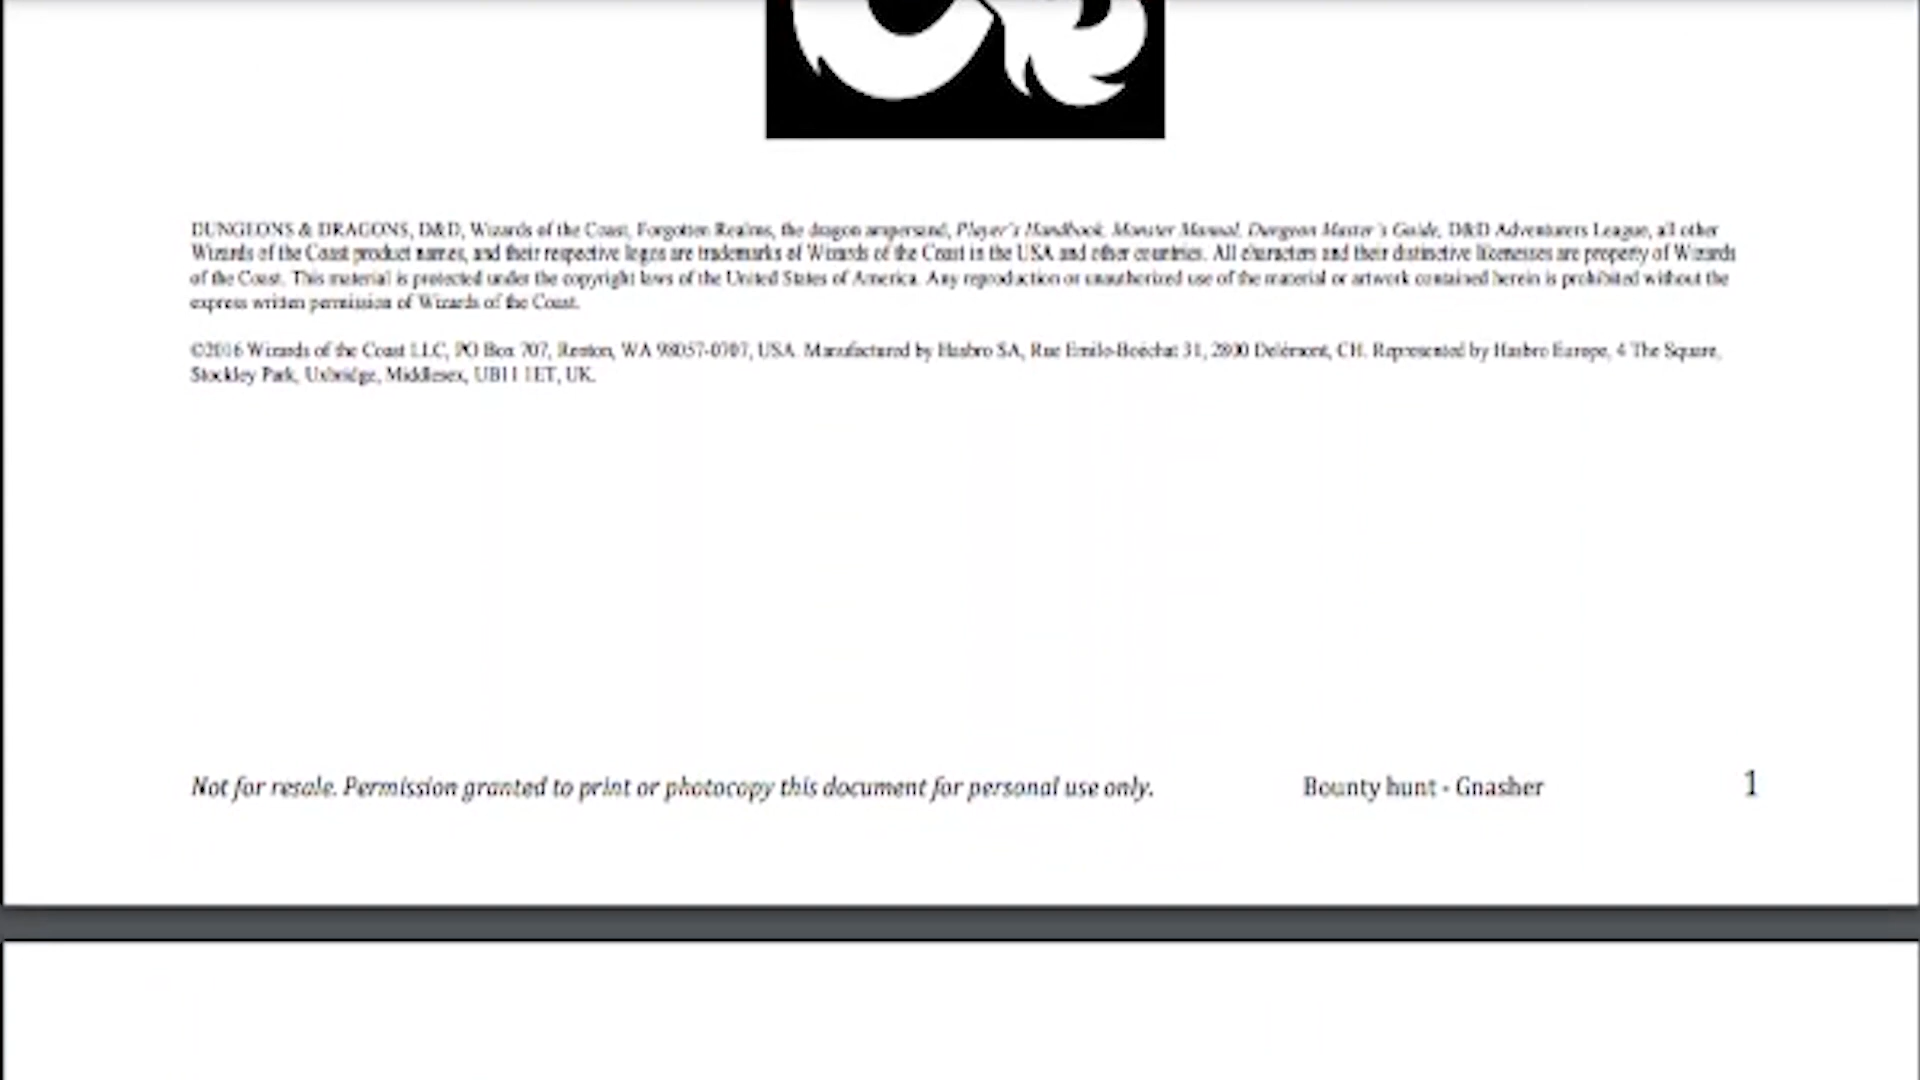 DUNGEONS & DRAGONS, D&D, Wizards of the Coast, Forgotten Realms, the dragon ampersand, Player's Handbook, Monster Manual, Dungeon Master's Guide, D&D Adventurers League, all other
Wizards of the Coast product names, and their respective logos are trademarks of Wizards of the Coast in the USA and other countries. All characters and their distinctive likenesses are property of Wizards
of the Coast. This material is protected under the copyright laws of the United States of America. Any reproduction or unauthorized use of the material or artwork contained herein is prohibited without the
express written permission of Wizards of the Coast.
©2016 Wizards of the Coast LLC, PO Box 707, Renton, WA 98057-0707, USA. Manufactured by Hasbro SA, Rue Emile-Boéchat 31, 2800 Delémont, CH. Represented by Hasbro Europe, 4 The Square,
Stockley Park, Uxbridge, Middlesex, UB11 1ET, UK.
Not for resale. Permission granted to print or photocopy this document for personal use only. Bounty hunt - Gnasher 1